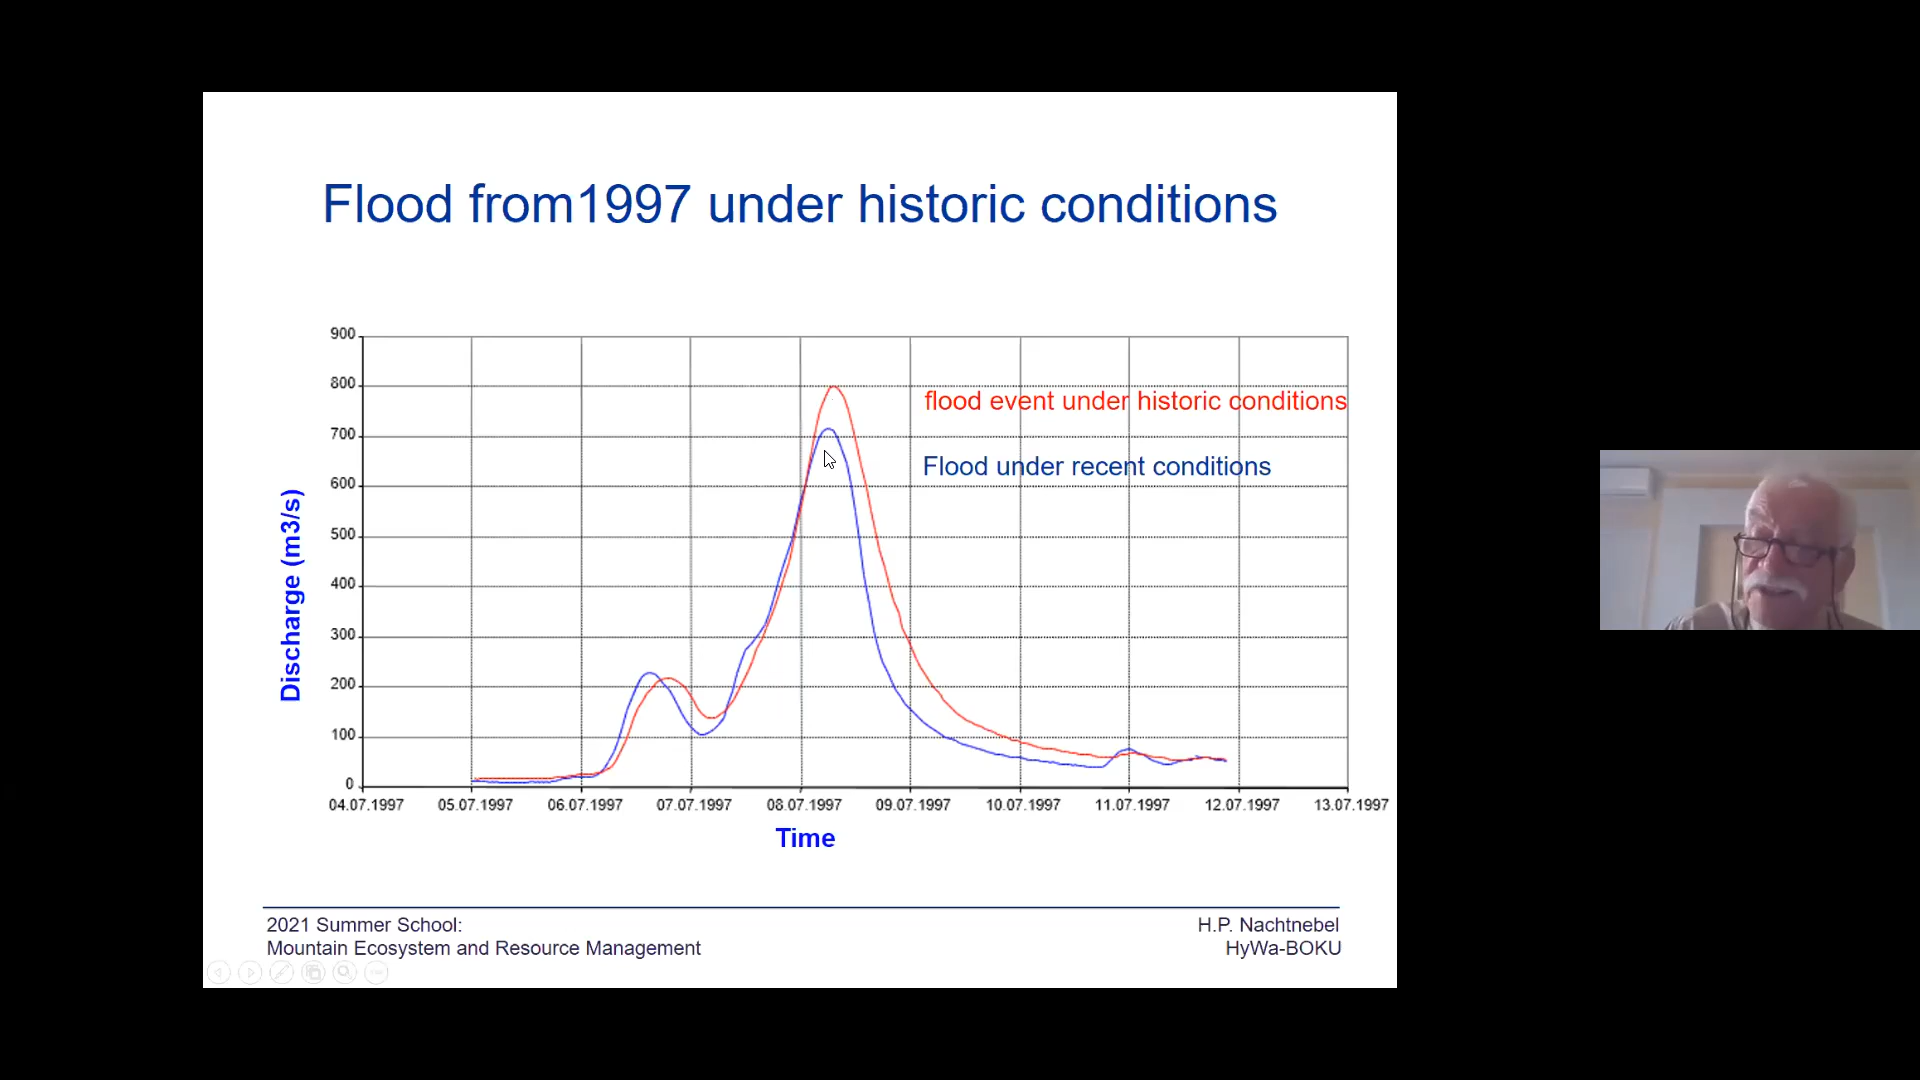 Flood from1997 under historic conditions
900
800
700
600
500
400
300
200
100
0
flood event under historic conditions
Flood under recent conditions
Discharge (m3/s)
04.07.1997 05.07.1997 06.07.1997 07.07.1997 08.07.1997 09.07.1997 10.07.1997 11.07.1997 12.07.1997 13.07.1997
Time
2021 Summer School:
Mountain Ecosystem and Resource Management
H.P. Nachtnebel
HyWa-BOKU